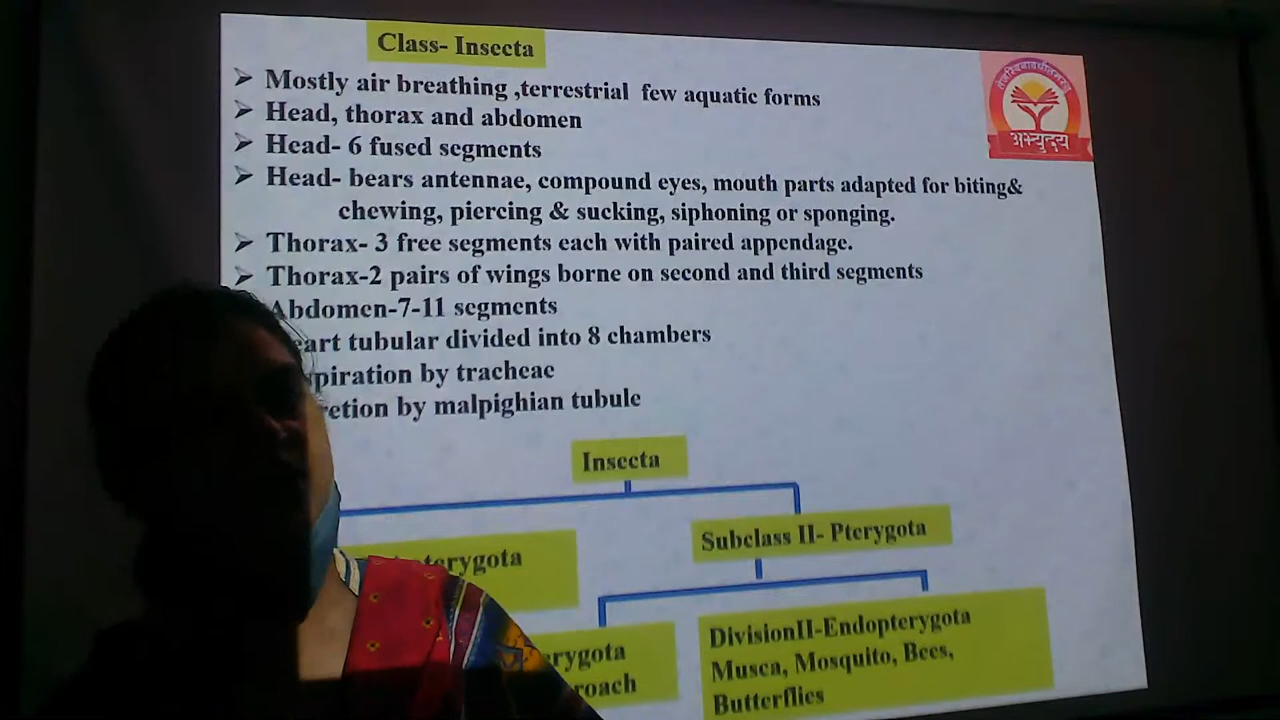 Class- Insecta
Mostly air breathing ,terrestrial few aquatic forms
Head, thorax and abdomen
Head- 6 fused segments
Head- bears antennae, compound eyes, mouth parts adapted for biting&
chewing, piercing & sucking, siphoning or sponging.
Thorax- 3 free segments each with paired appendage.
Thorax-2 pairs of wings borne on second and third segments
Abdomen-7-11 segments
eart tubular divided into 8 chambers
piration by tracheae
retion by malpighian tubule
अभ्युदय
Insecta
terygota
Subclass II- Pterygota
erygota
roach
DivisionII-Endopterygota
Musca, Mosquito, Bees,
Butterflies